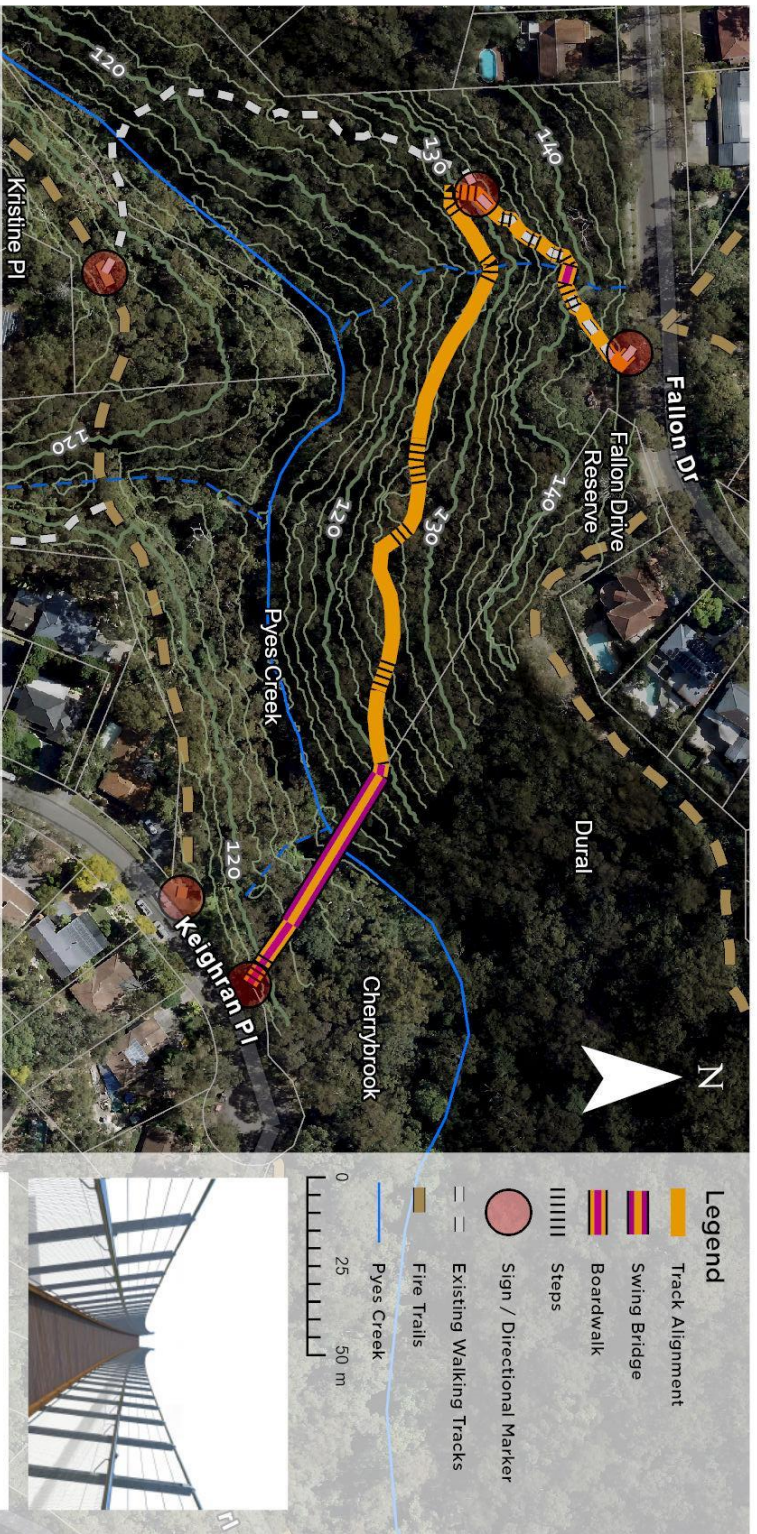 Fallon Dr
Fallon Drive
Reserve
140
140
130
130
120
120
120
120
Kristine Pl
Pyes Creek
Dural
Cherrybrook
Keighran Pl
N
Legend
Track Alignment
Swing Bridge
Boardwalk
Steps
Sign / Directional Marker
Existing Walking Tracks
Fire Trails
Pyes Creek
0 25 50 m